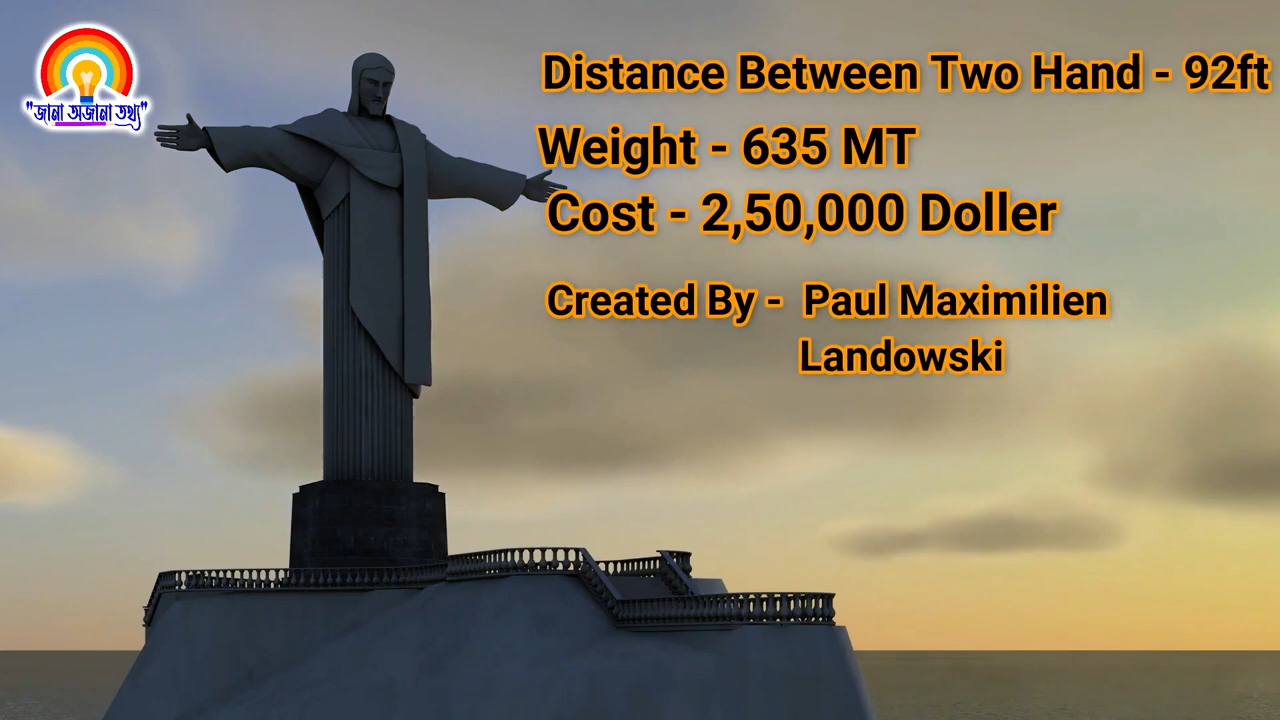 "জানা অজানা তথ্য"
Distance Between Two Hand - 92ft
Weight - 635 MT
Cost - 2,50,000 Doller
Created By - Paul Maximilien
Landowski